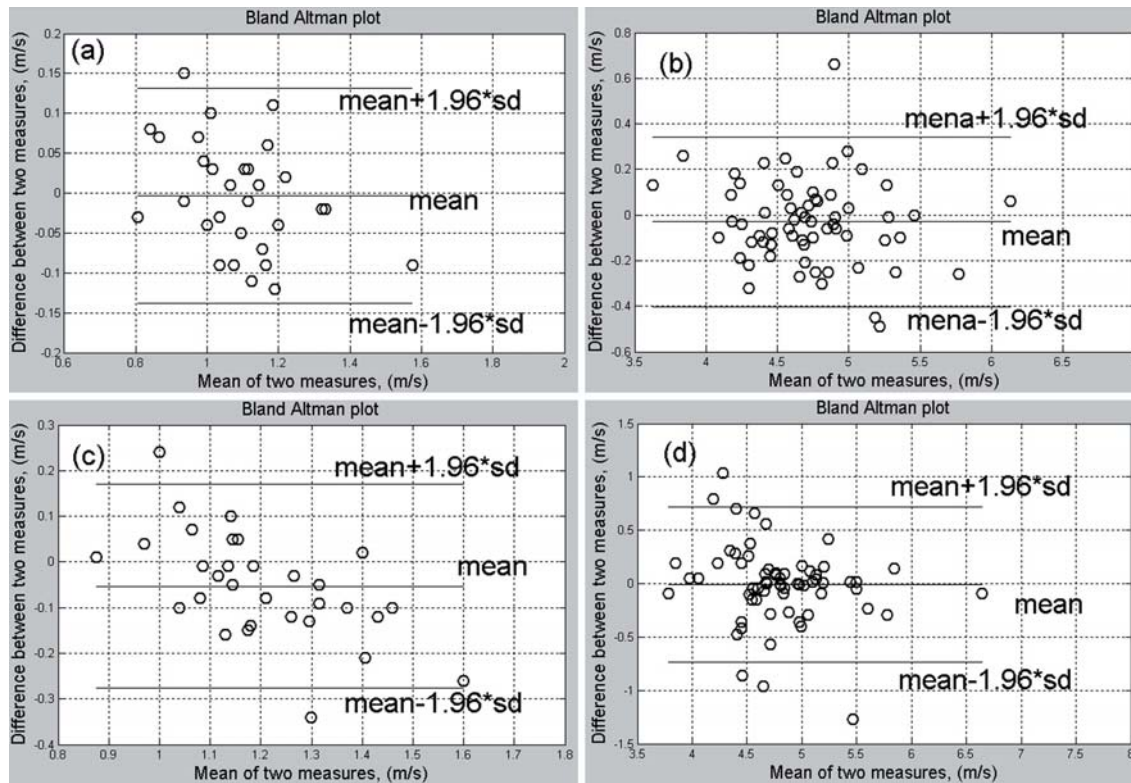 Bland Altman plot
(a)
Difference between two measures, (m/s)
0.2
0.15
0.1
0.05
0
-0.05
-0.1
-0.15
-0.2
mean+1.96*sd
mean
mean-1.96*sd
0.6
0.8
1
1.2
1.4
1.6
1.8
2
Mean of two measures, (m/s)
Bland Altman plot
(b)
Difference between two measures, (m/s)
0.8
0.6
0.4
0.2
0
-0.2
-0.4
-0.6
mena+1.96*sd
mean
mena-1.96*sd
4
4.5
5
5.5
6
6.5
Mean of two measures, (m/s)
Bland Altman plot
(c)
Difference between two measures, (m/s)
0.3
0.2
0.1
0
-0.1
-0.2
-0.3
-0.4
mean+1.96*sd
mean
mean-1.96*sd
0.8
0.9
1
1.1
1.2
1.3
1.4
1.5
1.6
1.7
1.8
Mean of two measures, (m/s)
Bland Altman plot
(d)
Difference between two measures, (m/s)
1.5
1
0.5
0
-0.5
-1
-1.5
mean+1.96*sd
mean
mean-1.96*sd
3.5
4
4.5
5
5.5
6
6.5
7
7.5
8
Mean of two measures, (m/s)